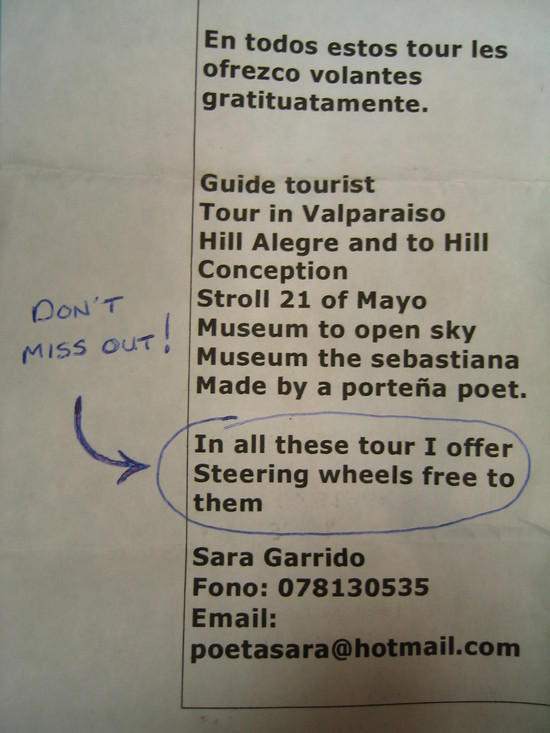 En todos estos tour les
ofrezco volantes
gratituatamente.
Guide tourist
Tour in Valparaiso
Hill Alegre and to Hill
Conception
Stroll 21 of Mayo
Museum to open sky
Museum the sebastiana
Made by a porteña poet.
DON'T
MISS OUT!
In all these tour I offer
Steering wheels free to
them
Sara Garrido
Fono: 078130535
Email:
poetasara@hotmail.com